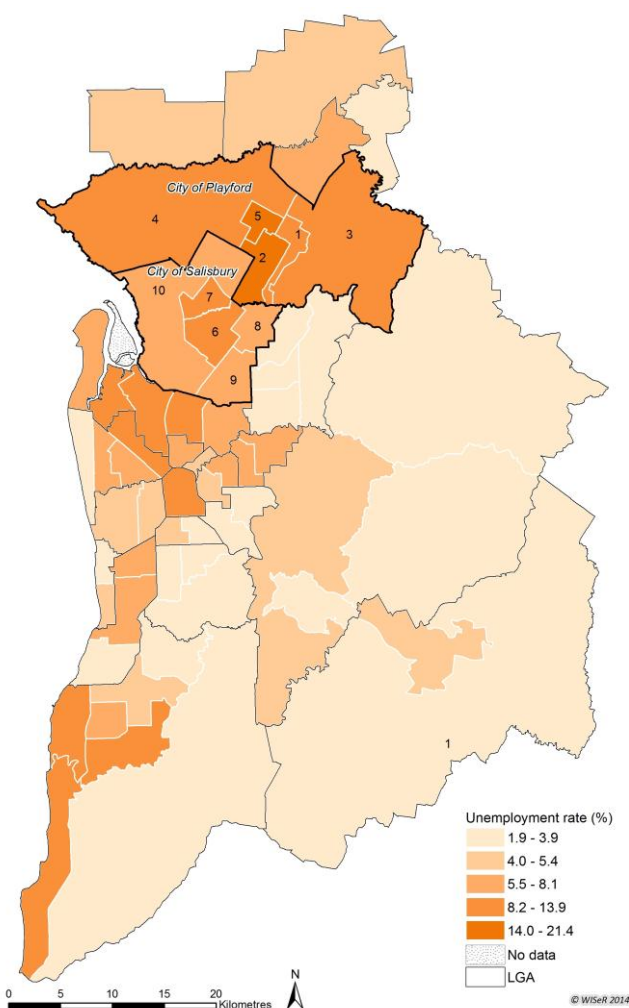 City of Playford
4
5
1
3
2
City of Salisbury
10
7
6
8
9
1
Unemployment rate (%)
1.9 - 3.9
4.0 - 5.4
5.5 - 8.1
8.2 - 13.9
14.0 - 21.4
No data
LGA
N
0 5 10 15 20
Kilometres
© WISeR 2014